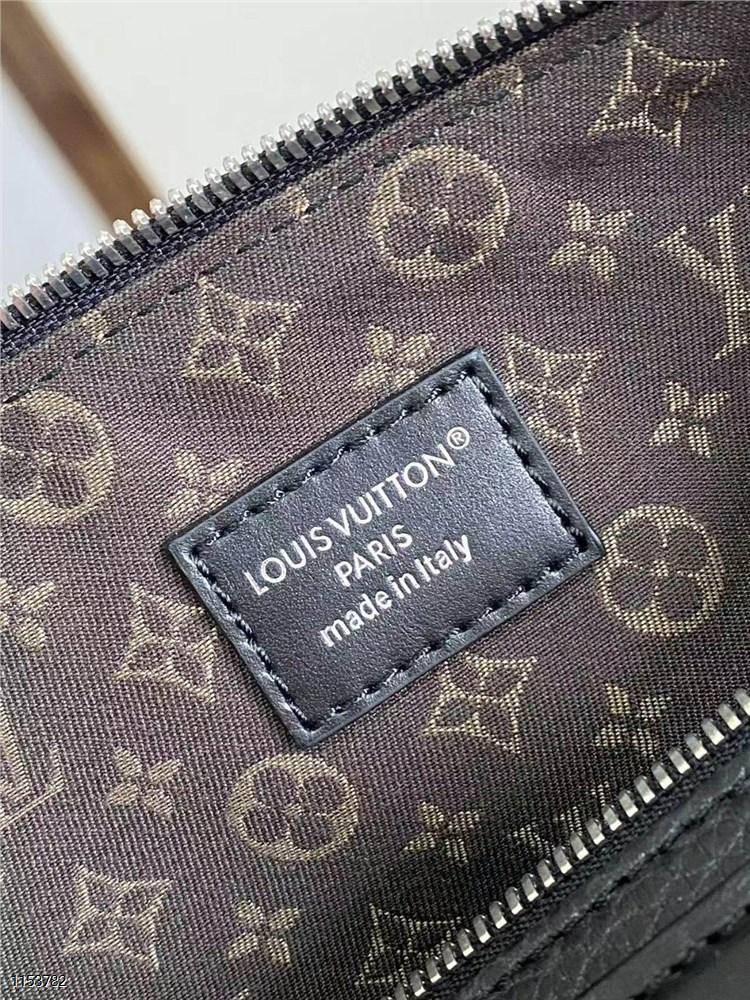 LOUIS VUITTON®
PARIS
made in Italy
1153782